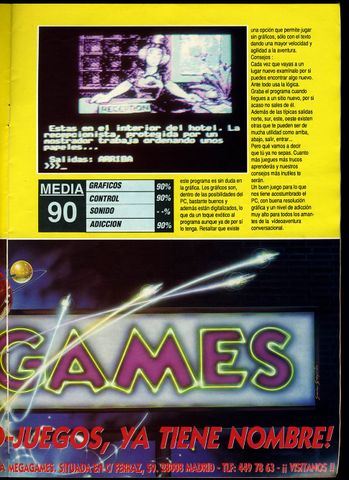 RECEPTION
Estas en el interior del hotel. La
recepcionista, protegida por un
mostrador trabaja ordenando unos
papeles...
Salidas: ARRIBA
>>>_
MEDIA
90
GRAFICOS 90%
CONTROL 90%
SONIDO - -%
ADICCION 90%
este programa es sin duda en
la gráfica. Los gráficos son,
dentro de las posibilidades del
PC, bastante buenos y
además están digitalizados, lo
que da un toque exótico al
programa aunque ya de por si
lo tenga. Resaltar que existe
una opción que permite jugar
sin gráficos, sólo con el texto
dando una mayor velocidad y
agilidad a la aventura.
Consejos :
Cada vez que vayas a un
lugar nuevo examínalo por si
puedes encontrar algo nuevo.
Ante todo usa la lógica.
Graba el programa cuando
llegues a un sitio nuevo, por si
acaso no sales de él.
Además de las típicas salidas
norte, sur, este, oeste existen
otras que te pueden ser de
mucha utilidad como arriba,
abajo, salir, entrar...
Pero qué vamos a decir
que tú ya no sepas. Cuanto
más juegues más trucos
aprenderás y nuestros
consejos más inútiles te
serán.
Un buen juego para lo que
nos tiene acostumbrado el
PC, con buena resolución
gráfica y un nivel de adicción
muy alto para todos los aman-
tes de la videoaventura
conversacional.
GAMES
O-JUEGOS, YA TIENE NOMBRE!
A MEGAGAMES. SITUADA EN C/ FERRAZ, 59. 28008 MADRID - TLF: 449 78 63 - ¡¡ VISITANOS !!